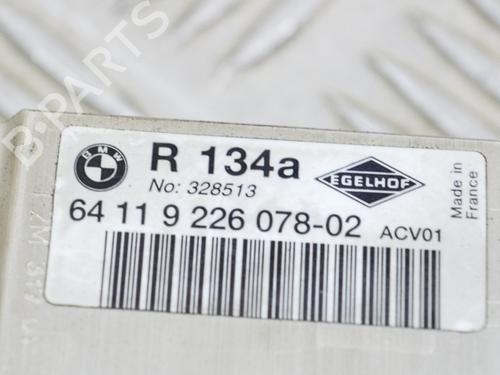 B-PARTS
BMW
R 134a
No: 328513
EGELHOF
64 11 9 226 078-02
ACV01
Made in
France